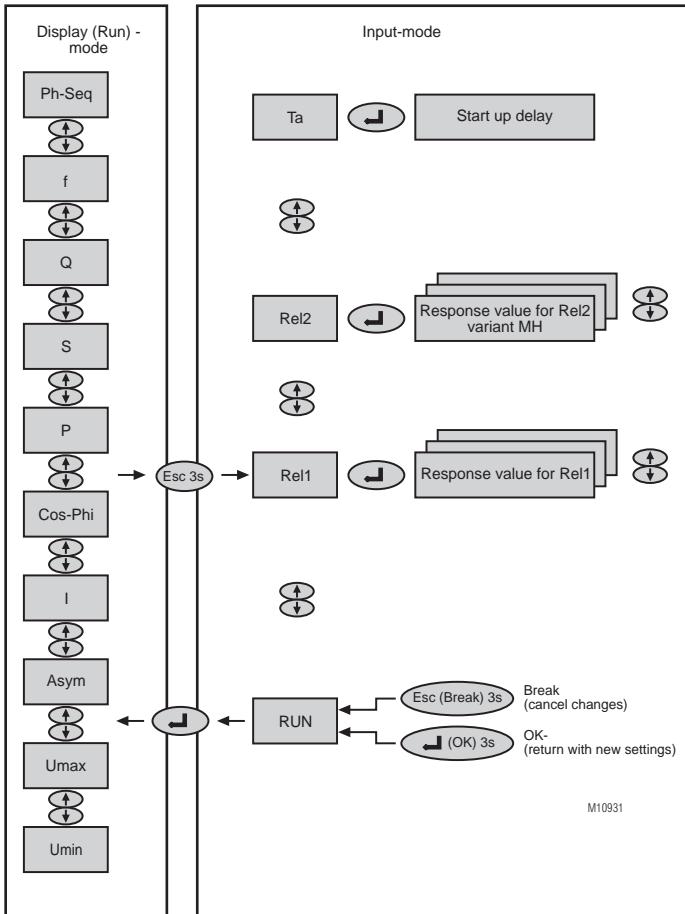 Display (Run) -
mode
Ph-Seq
f
Q
S
P
Cos-Phi
I
Asym
Umax
Umin
Esc 3s
Input-mode
Ta
Start up delay
Rel2
Response value for Rel2
variant MH
Rel1
Response value for Rel1
RUN
Esc (Break) 3s
Break
(cancel changes)
(OK) 3s
OK-
(return with new settings)
M10931